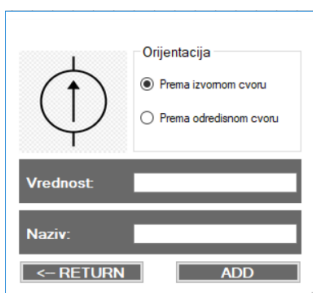 Orijentacija
Prema izvornom cvoru
Prema odredisnom cvoru
Vrednost:
Naziv:
<-- RETURN
ADD